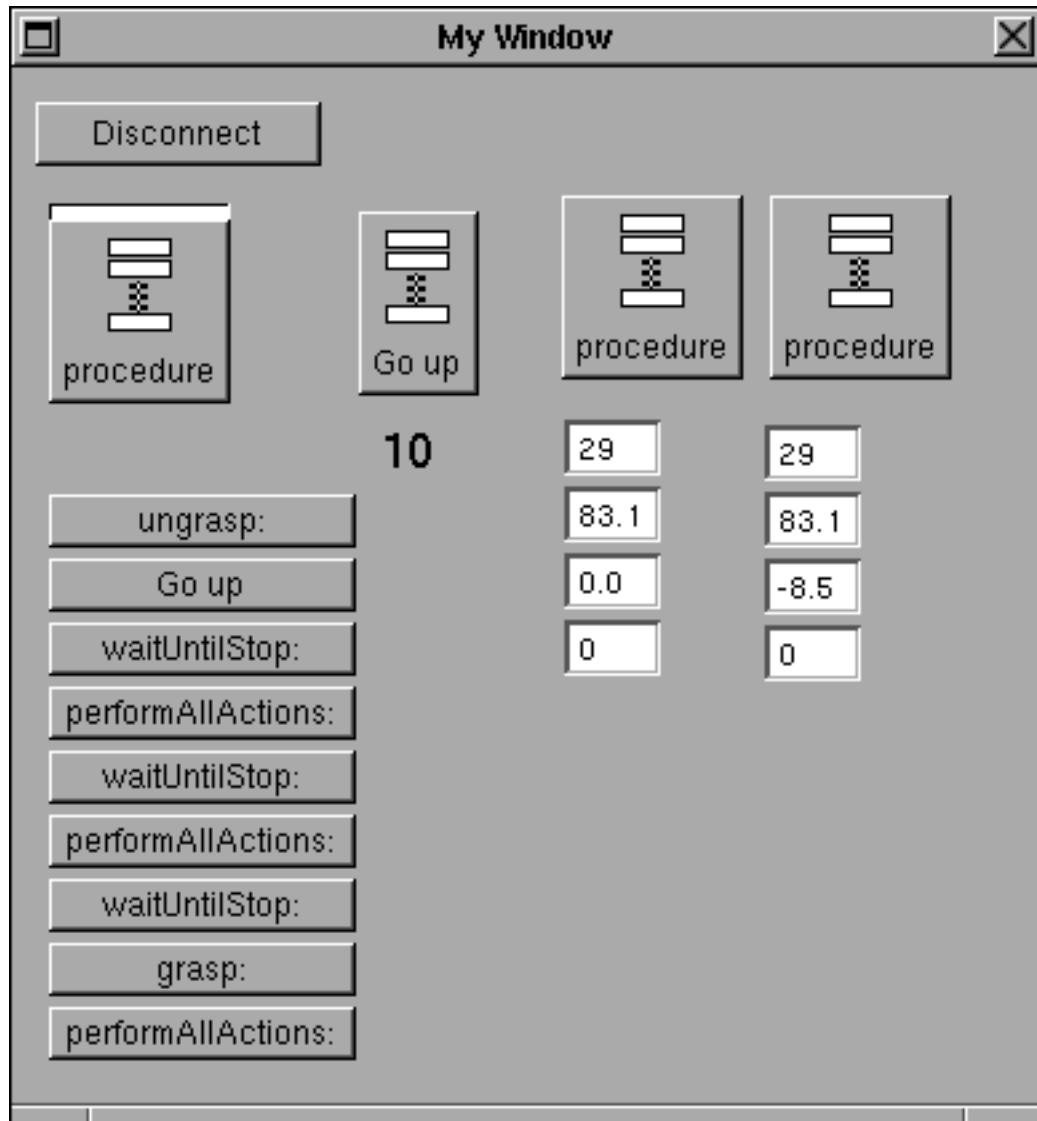 My Window
Disconnect
procedure
Go up
procedure
procedure
10
29
29
83.1
83.1
0.0
-8.5
0
0
ungrasp:
Go up
waitUntilStop:
performAllActions:
waitUntilStop:
performAllActions:
waitUntilStop:
grasp:
performAllActions: